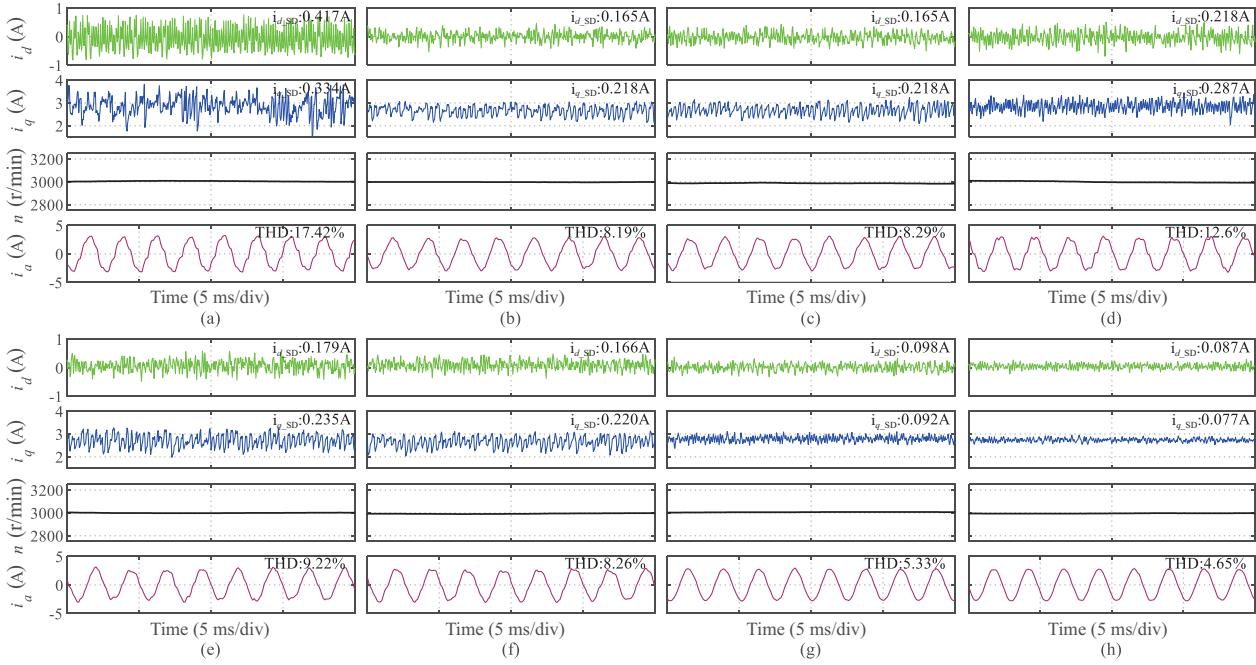 i_d (A) 1 0 -1 i_d_SD:0.417A i_d_SD:0.165A i_d_SD:0.165A i_d_SD:0.218A
i_q (A) 4 3 2 i_q_SD:0.334A i_q_SD:0.218A i_q_SD:0.218A i_q_SD:0.287A
n (r/min) 3200 3000 2800
i_a (A) 5 0 -5 THD:17.42% THD:8.19% THD:8.29% THD:12.6%
Time (5 ms/div) Time (5 ms/div) Time (5 ms/div) Time (5 ms/div)
(a) (b) (c) (d)
i_d (A) 1 0 -1 i_d_SD:0.179A i_d_SD:0.166A i_d_SD:0.098A i_d_SD:0.087A
i_q (A) 4 3 2 i_q_SD:0.235A i_q_SD:0.220A i_q_SD:0.092A i_q_SD:0.077A
n (r/min) 3200 3000 2800
i_a (A) 5 0 -5 THD:9.22% THD:8.26% THD:5.33% THD:4.65%
Time (5 ms/div) Time (5 ms/div) Time (5 ms/div) Time (5 ms/div)
(e) (f) (g) (h)